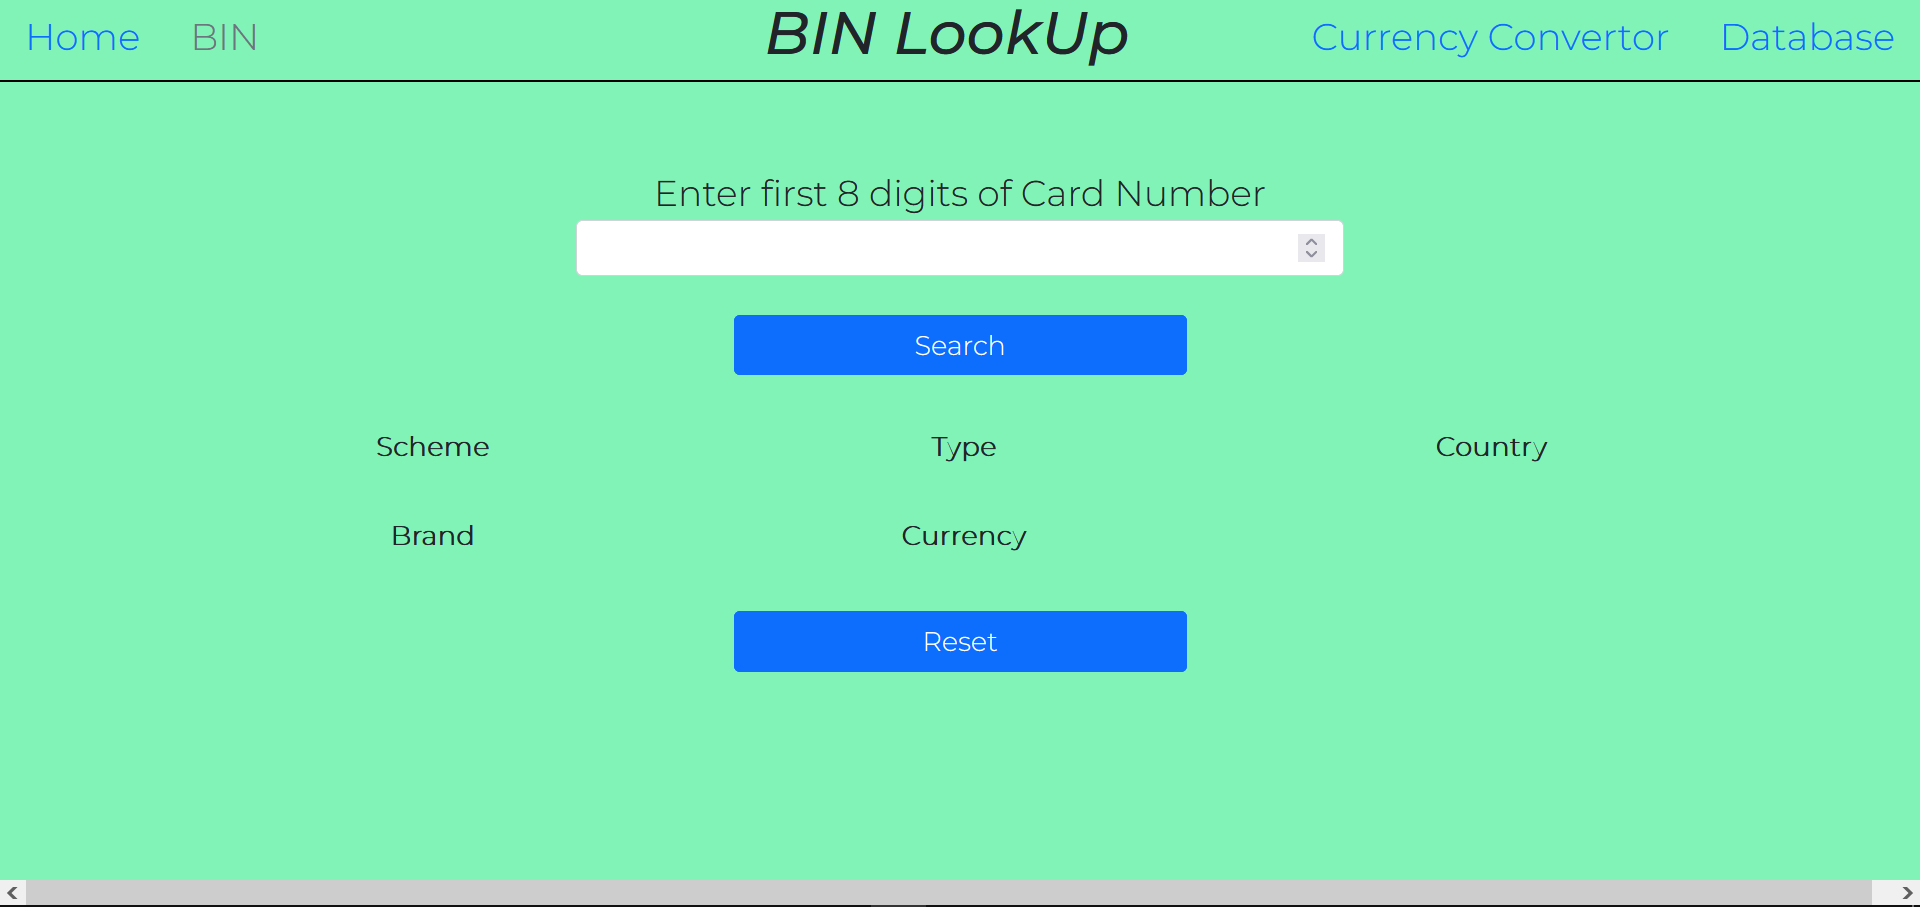 Home BIN BIN LookUp Currency Convertor Database
Enter first 8 digits of Card Number
Search
Scheme Type Country
Brand Currency
Reset